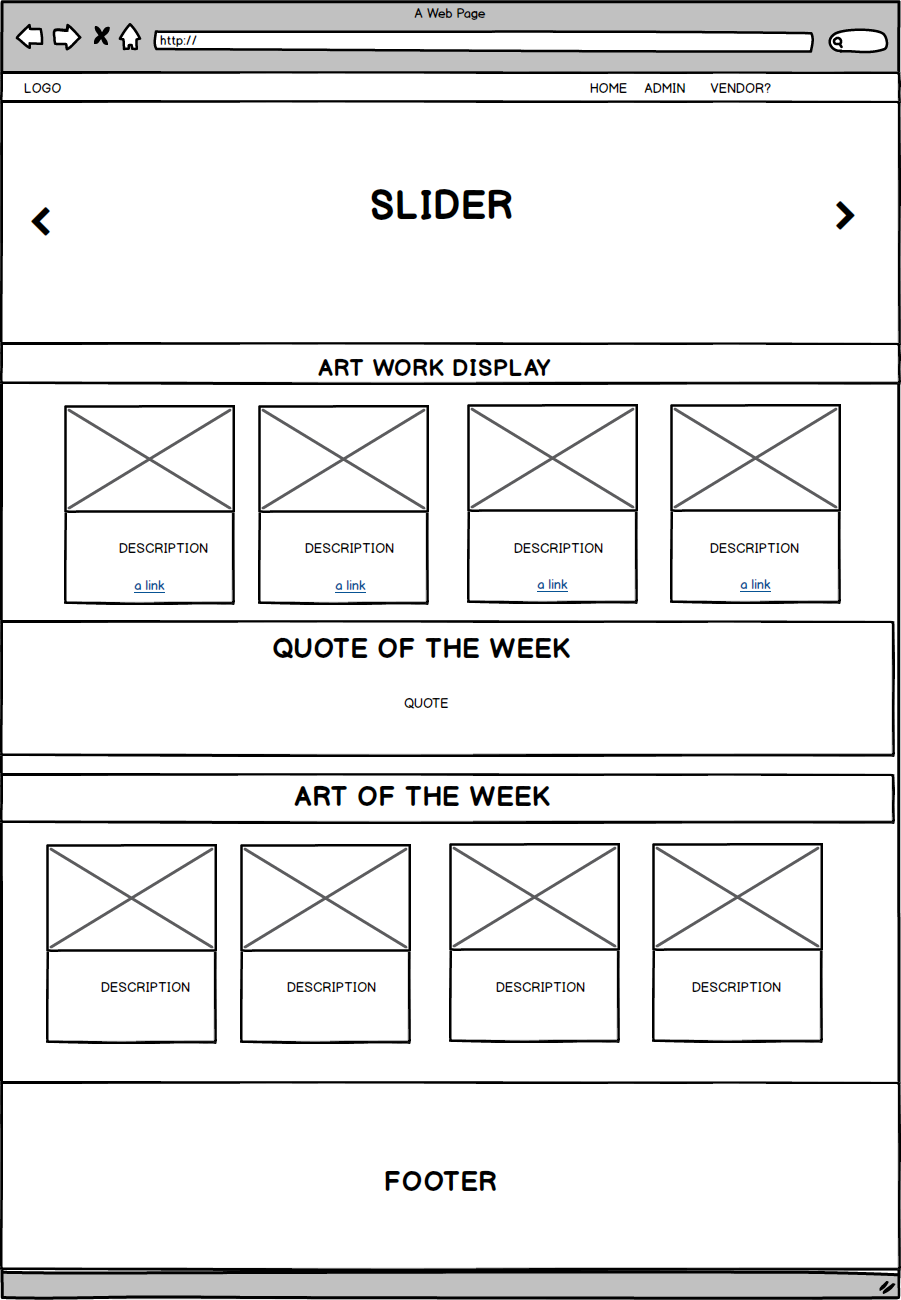 A Web Page
http://
LOGO HOME ADMIN VENDOR?
SLIDER
ART WORK DISPLAY
DESCRIPTION DESCRIPTION DESCRIPTION DESCRIPTION
a link a link a link a link
QUOTE OF THE WEEK
QUOTE
ART OF THE WEEK
DESCRIPTION DESCRIPTION DESCRIPTION DESCRIPTION
FOOTER